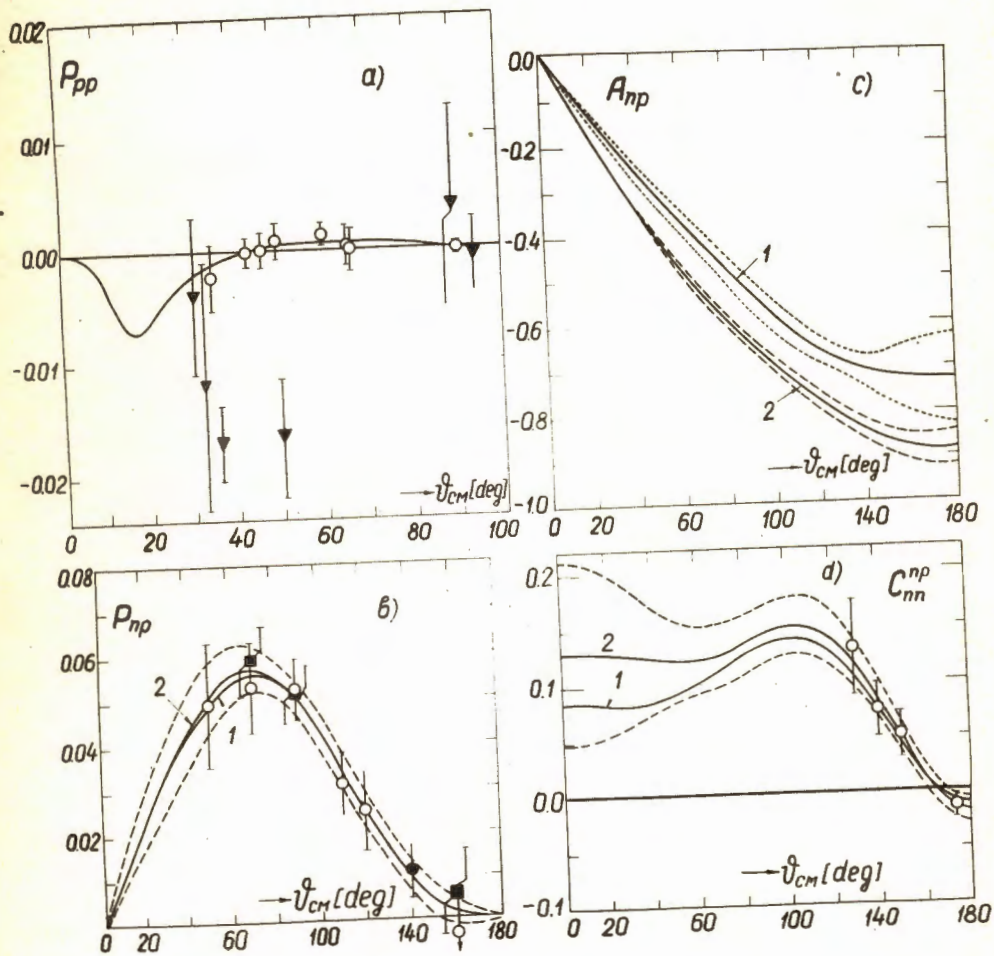 0.02
0.01
0.00
-0.01
-0.02
P_pp
a)
→ϑ_CM [deg]
0 20 40 60 80 100
0.0
-0.2
-0.4
-0.6
-0.8
-1.0
A_np
c)
1
2
→ϑ_CM [deg]
0 20 60 100 140 180
0.08
0.06
0.04
0.02
P_np
в)
2
1
→ϑ_CM [deg]
0 20 60 100 140 180
0.2
0.1
0.0
-0.1
d)
C_nn^np
2
1
→ϑ_CM [deg]
0 20 60 100 140 180